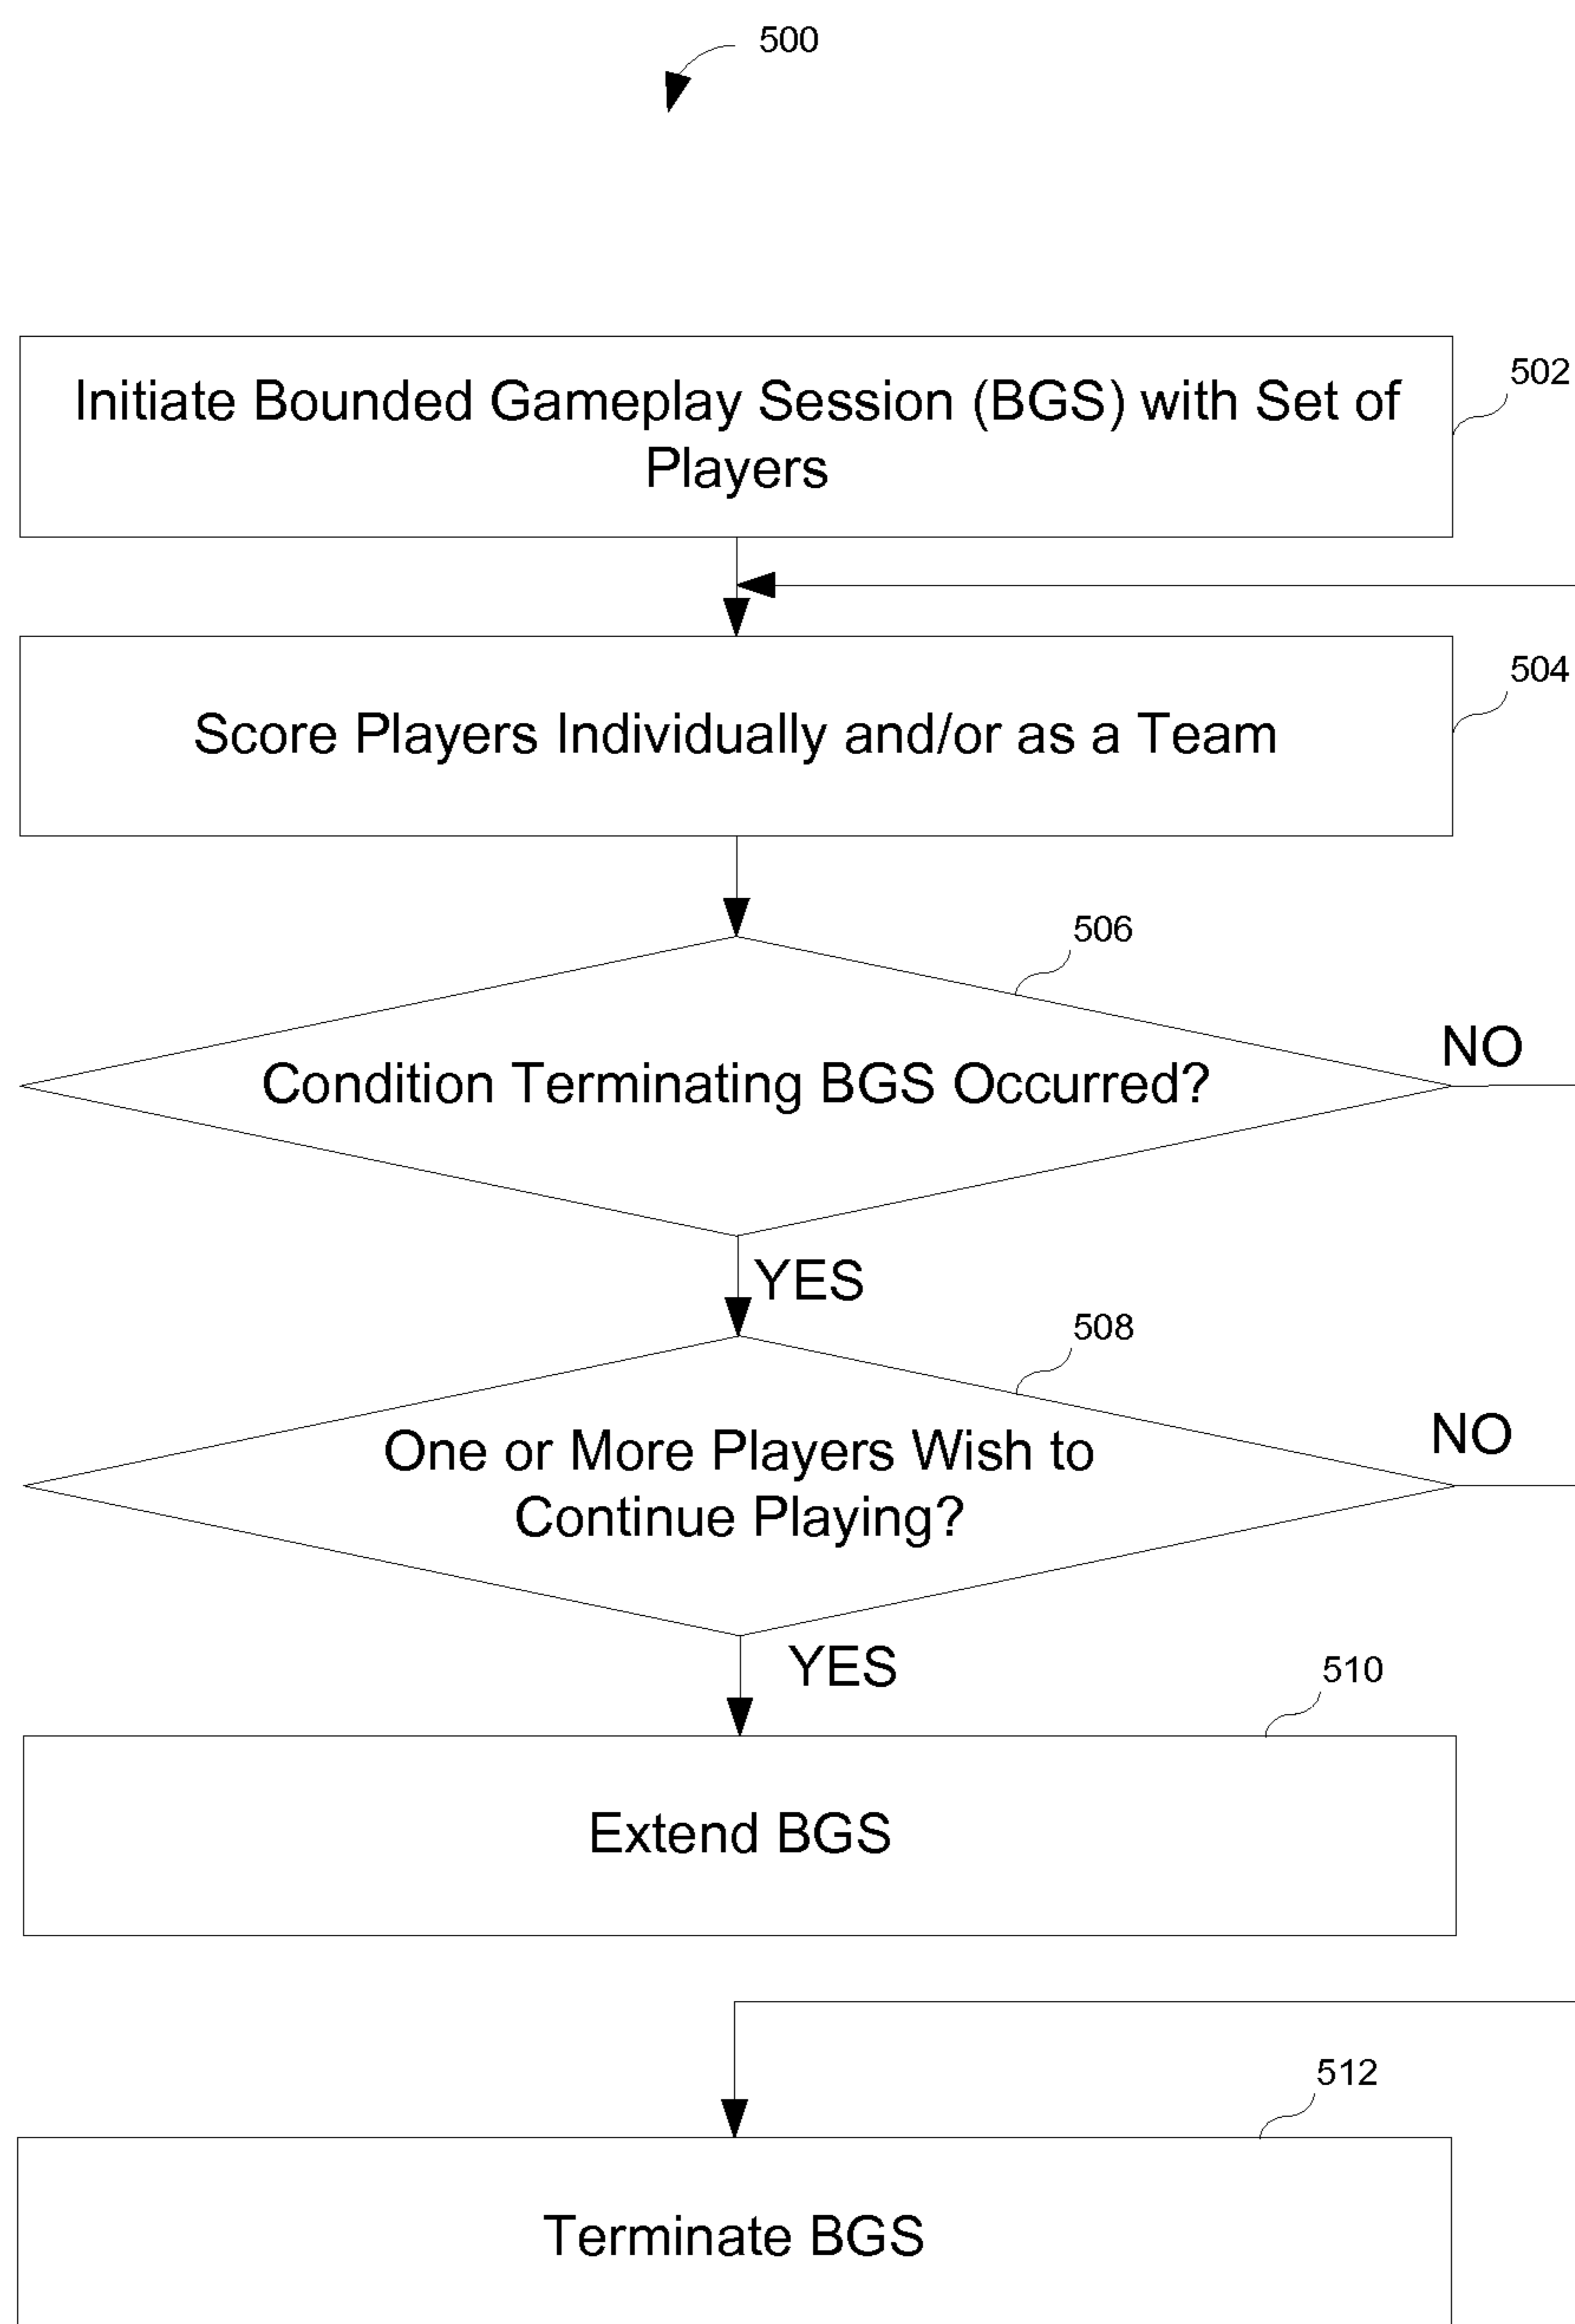 500
502
Initiate Bounded Gameplay Session (BGS) with Set of
Players
504
Score Players Individually and/or as a Team
506
NO
Condition Terminating BGS Occurred?
YES
508
NO
One or More Players Wish to
Continue Playing?
YES
510
Extend BGS
512
Terminate BGS